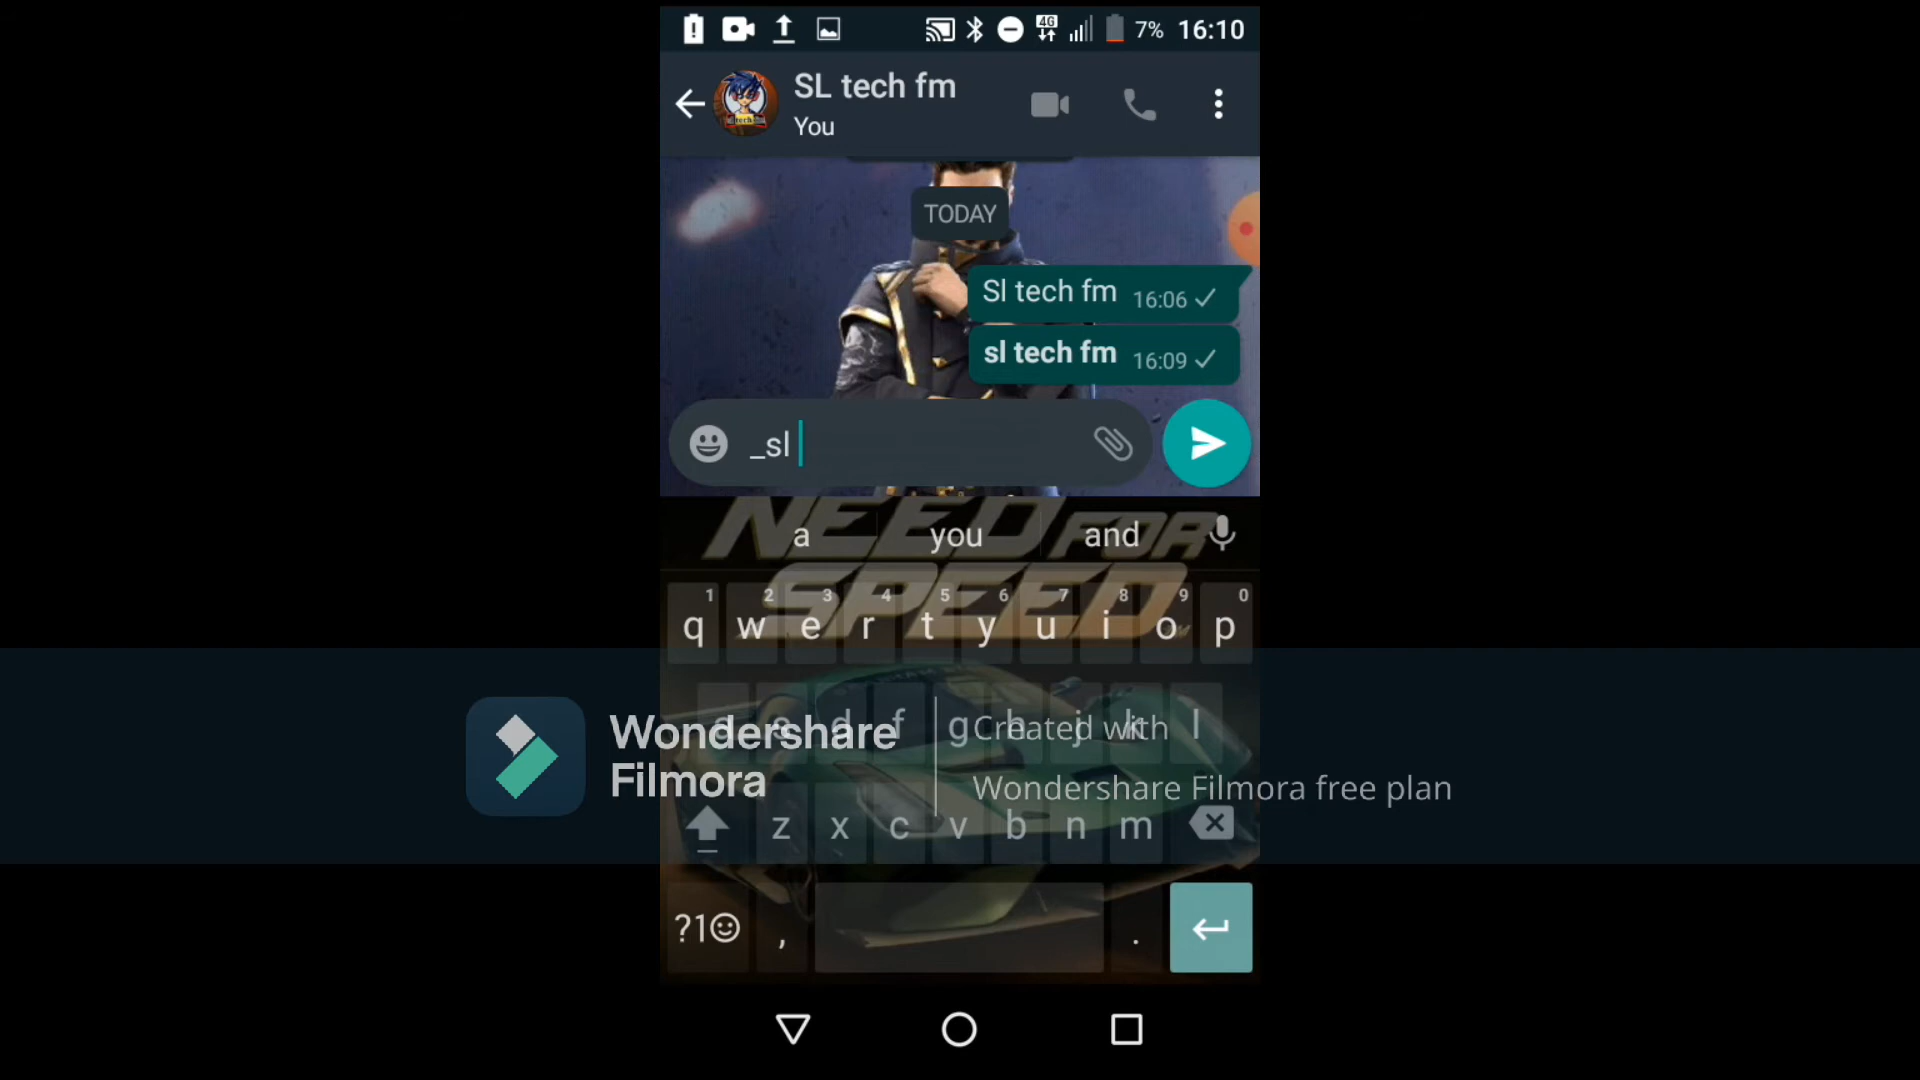 4G
7% 16:10
SL tech fm
You
TODAY
Sl tech fm 16:06
sl tech fm 16:09
_sl
NEED FOR
SPEED
a you and
1 2 3 4 5 6 7 8 9 0
q w e r t y u i o p
a s d f g h j k l
z x c v b n m
?1 , .
Wondershare
Filmora
Created with
Wondershare Filmora free plan